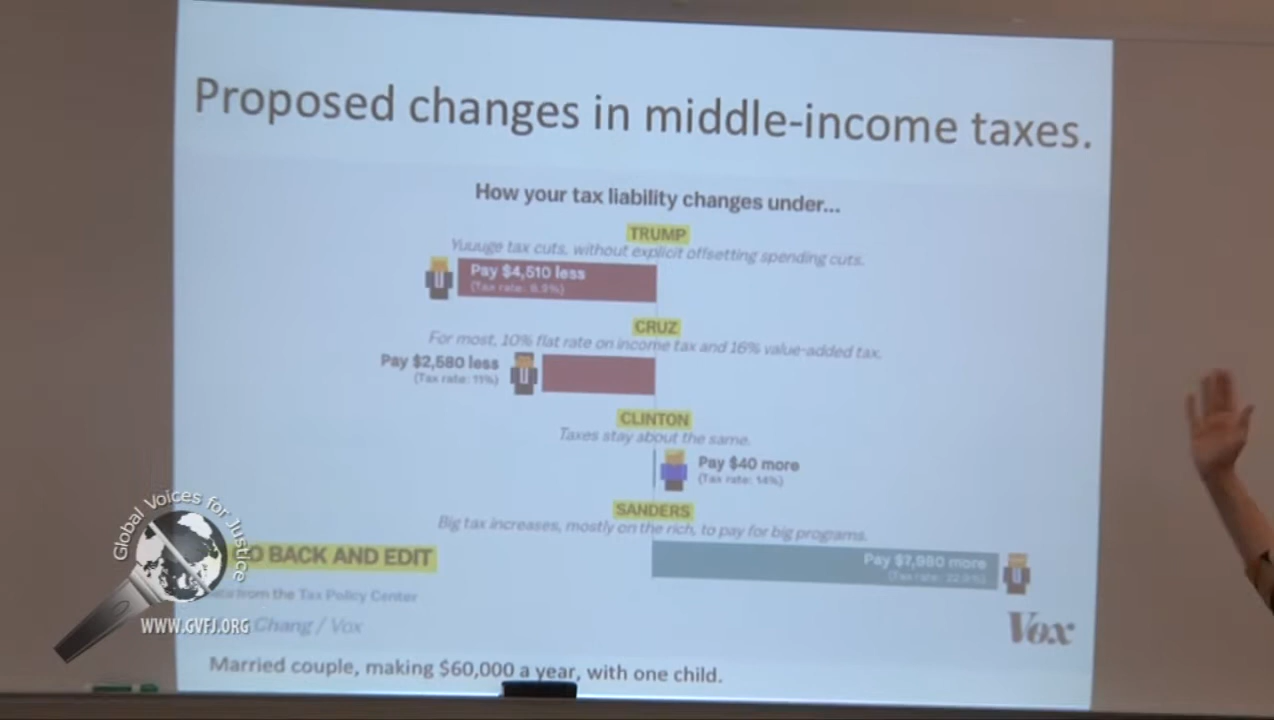 Proposed changes in middle-income taxes.
How your tax liability changes under...
TRUMP
Yuuuge tax cuts, without explicit offsetting spending cuts.
Pay $4,510 less
(Tax rate: 6.9%)
CRUZ
For most, 10% flat rate on income tax and 16% value-added tax.
Pay $2,580 less
(Tax rate: 11%)
CLINTON
Taxes stay about the same.
Pay $40 more
(Tax rate: 14%)
SANDERS
Big tax increases, mostly on the rich, to pay for big programs.
Pay $7,980 more
(Tax rate:
O BACK AND EDIT
from the Tax Policy Center
Chang / Vox
Vox
Married couple, making $60,000 a year, with one child.
Global Voices for Justice
WWW.GVFJ.ORG